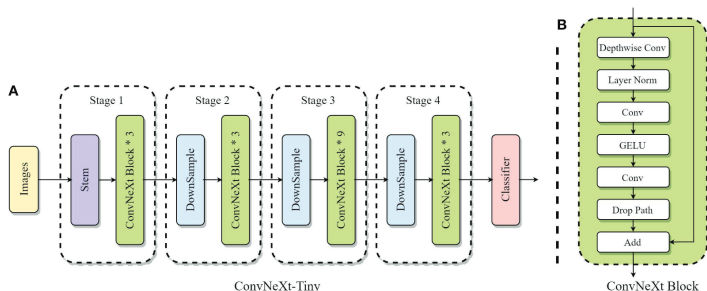 A
Images
Stage 1
Stem
ConvNeXt Block * 3
Stage 2
DownSample
ConvNeXt Block * 3
Stage 3
DownSample
ConvNeXt Block * 9
Stage 4
DownSample
ConvNeXt Block * 3
Classifier
ConvNeXt-Tiny
B
Depthwise Conv
Layer Norm
Conv
GELU
Conv
Drop Path
Add
ConvNeXt Block